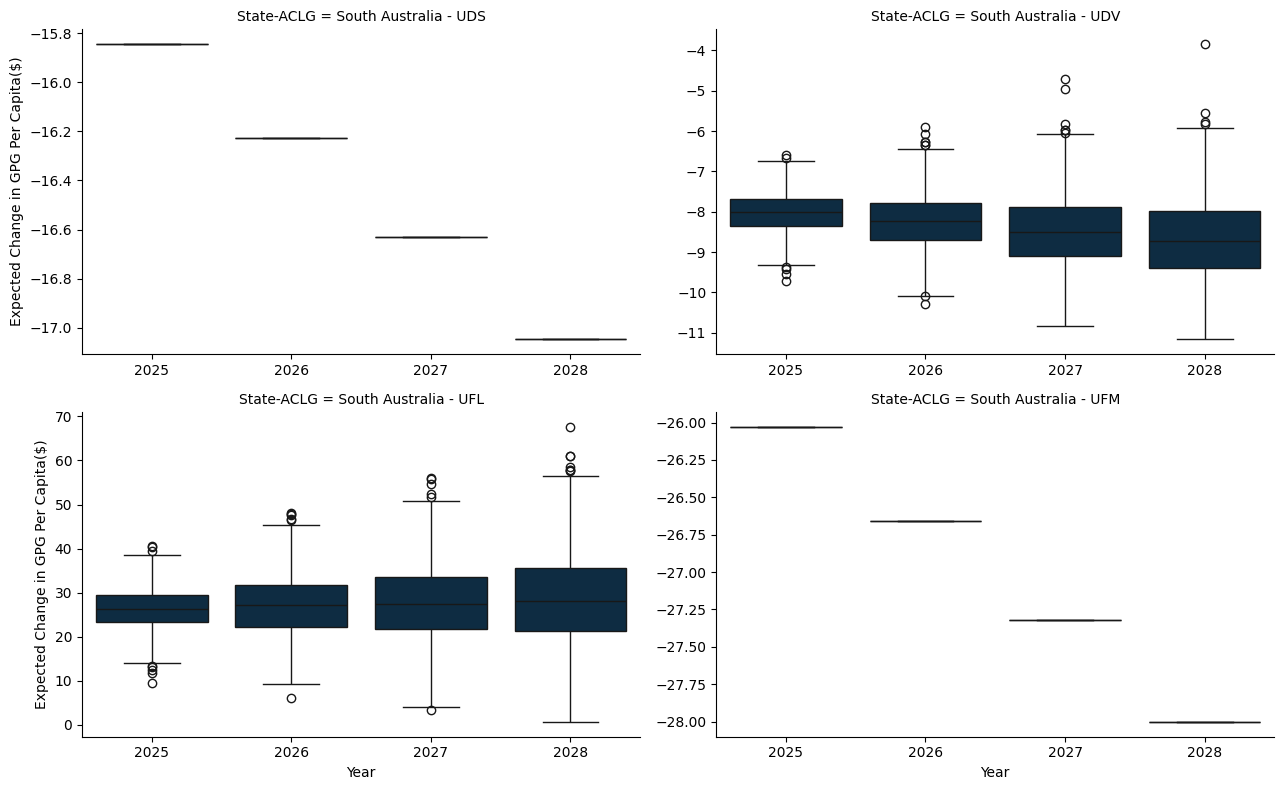 State-ACLG = South Australia - UDS
Expected Change in GPG Per Capita($)
−15.8
−16.0
−16.2
−16.4
−16.6
−16.8
−17.0
2025 2026 2027 2028
State-ACLG = South Australia - UDV
−4
−5
−6
−7
−8
−9
−10
−11
2025 2026 2027 2028
State-ACLG = South Australia - UFL
Expected Change in GPG Per Capita($)
70
60
50
40
30
20
10
0
2025 2026 2027 2028
Year
State-ACLG = South Australia - UFM
−26.00
−26.25
−26.50
−26.75
−27.00
−27.25
−27.50
−27.75
−28.00
2025 2026 2027 2028
Year